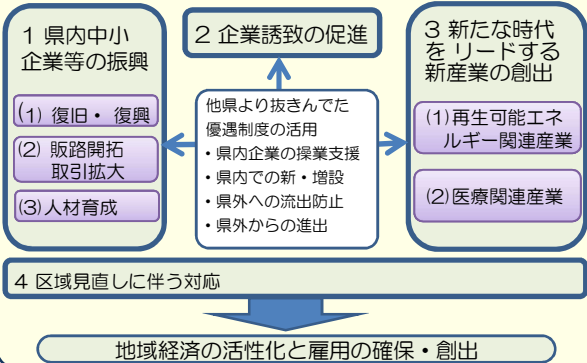 1 県内中小
企業等の振興
(1) 復旧・ 復興
(2) 販路開拓
取引拡大
(3)人材育成
2 企業誘致の促進
他県より抜きんでた
優遇制度の活用
・県内企業の操業支援
・県内での新・増設
・県外への流出防止
・県外からの進出
3 新たな時代
を リードする
新産業の創出
(1)再生可能エネ
ルギー関連産業
(2)医療関連産業
4 区域見直しに伴う対応
地域経済の活性化と雇用の確保・創出